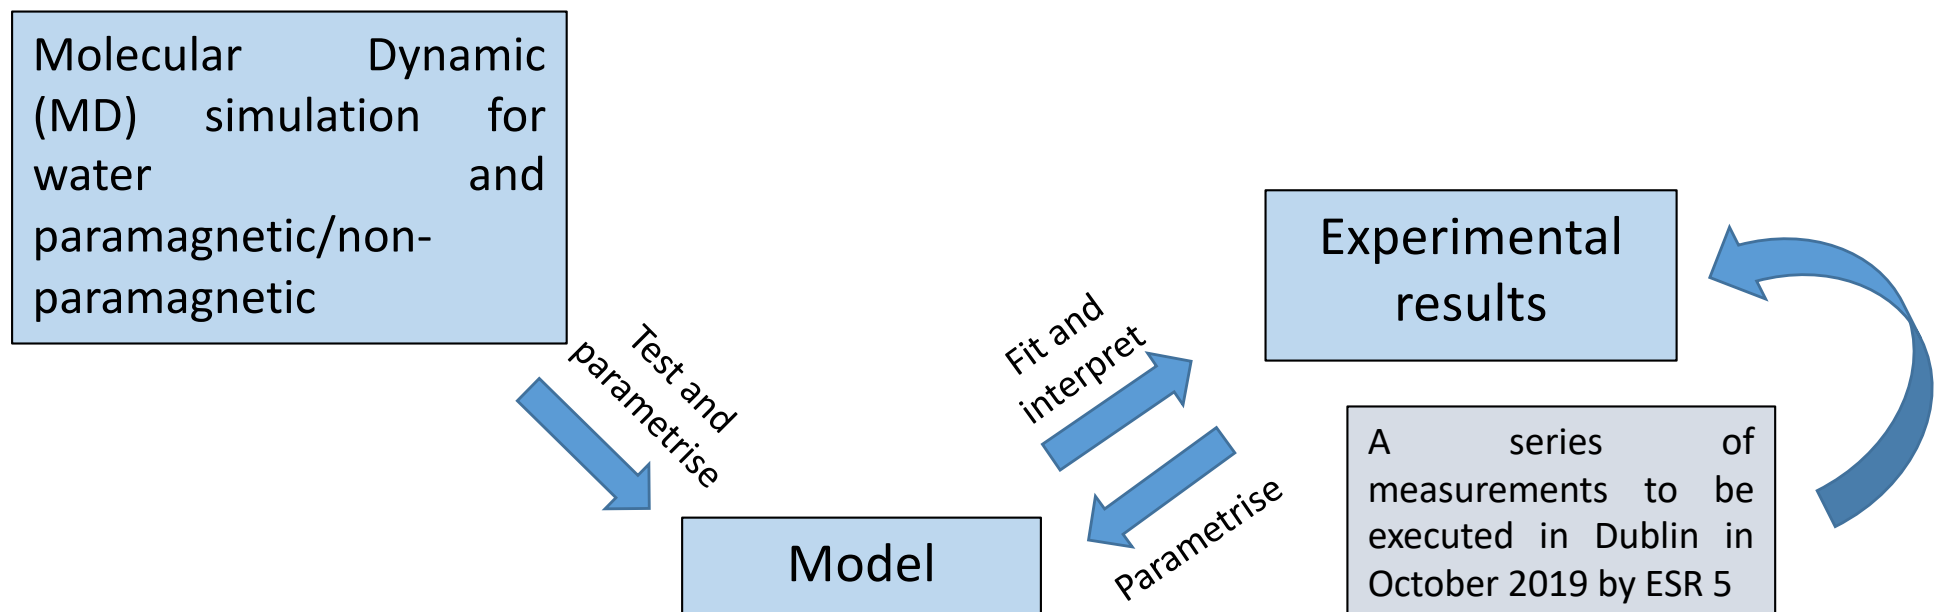 Molecular Dynamic
(MD) simulation for
water and
paramagnetic/non-
paramagnetic
Test and
parametrise
Fit and
interpret
Parametrise
Experimental
results
A series of
measurements to be
executed in Dublin in
October 2019 by ESR 5
Model